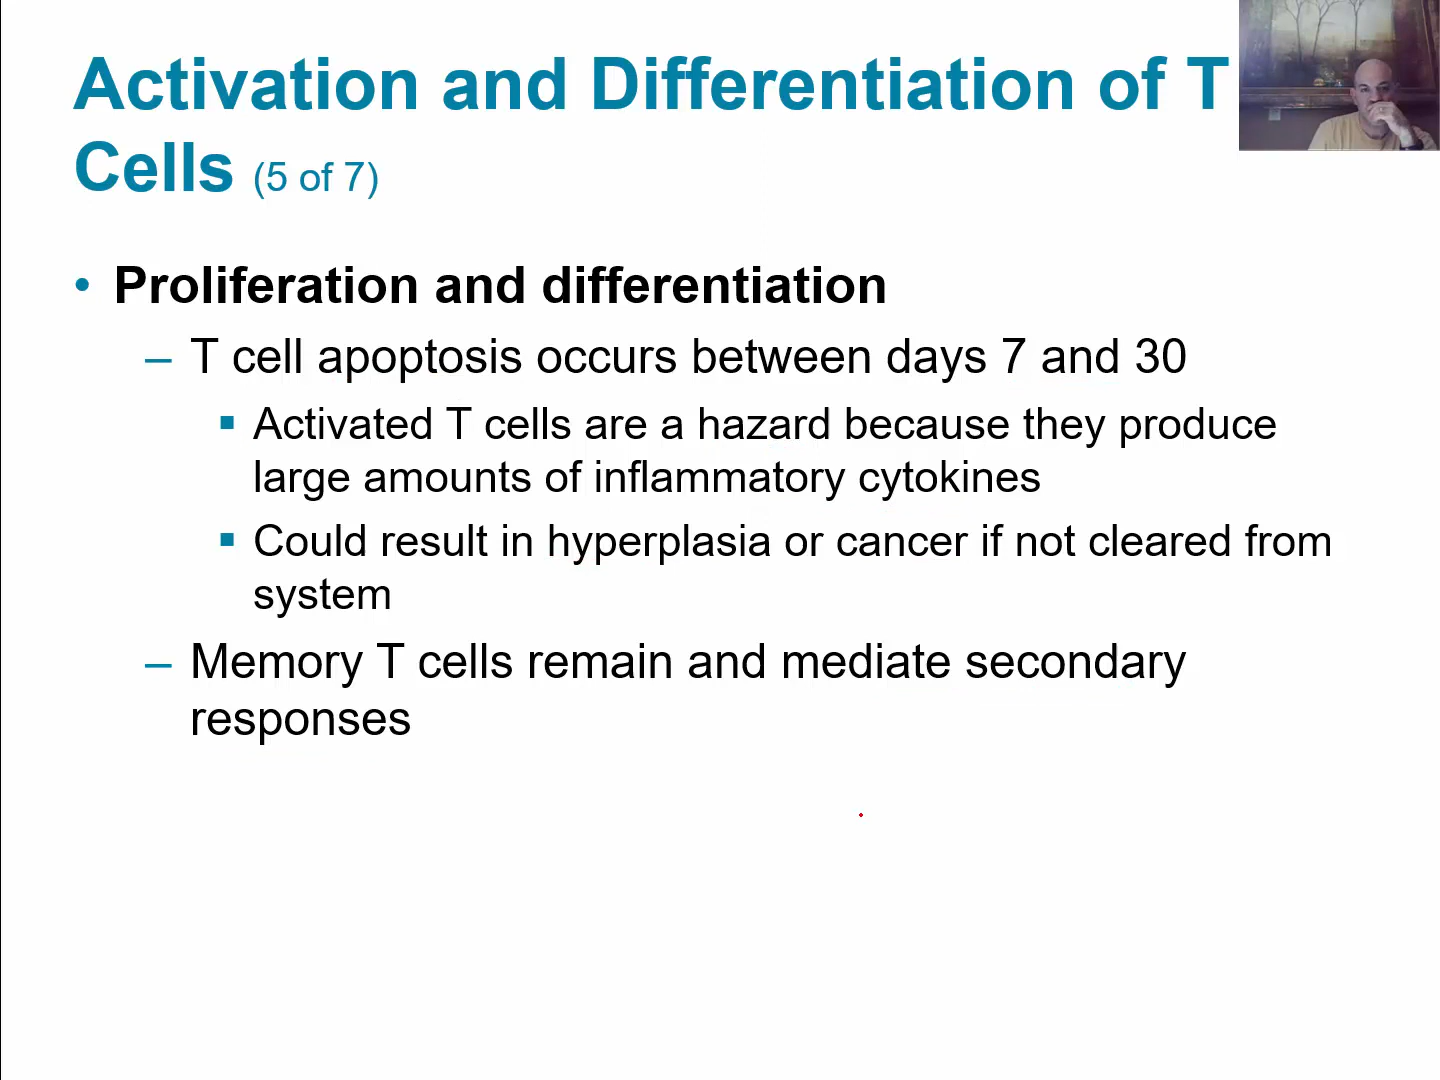 Activation and Differentiation of T
Cells (5 of 7)
• Proliferation and differentiation
– T cell apoptosis occurs between days 7 and 30
▪ Activated T cells are a hazard because they produce
large amounts of inflammatory cytokines
▪ Could result in hyperplasia or cancer if not cleared from
system
– Memory T cells remain and mediate secondary
responses